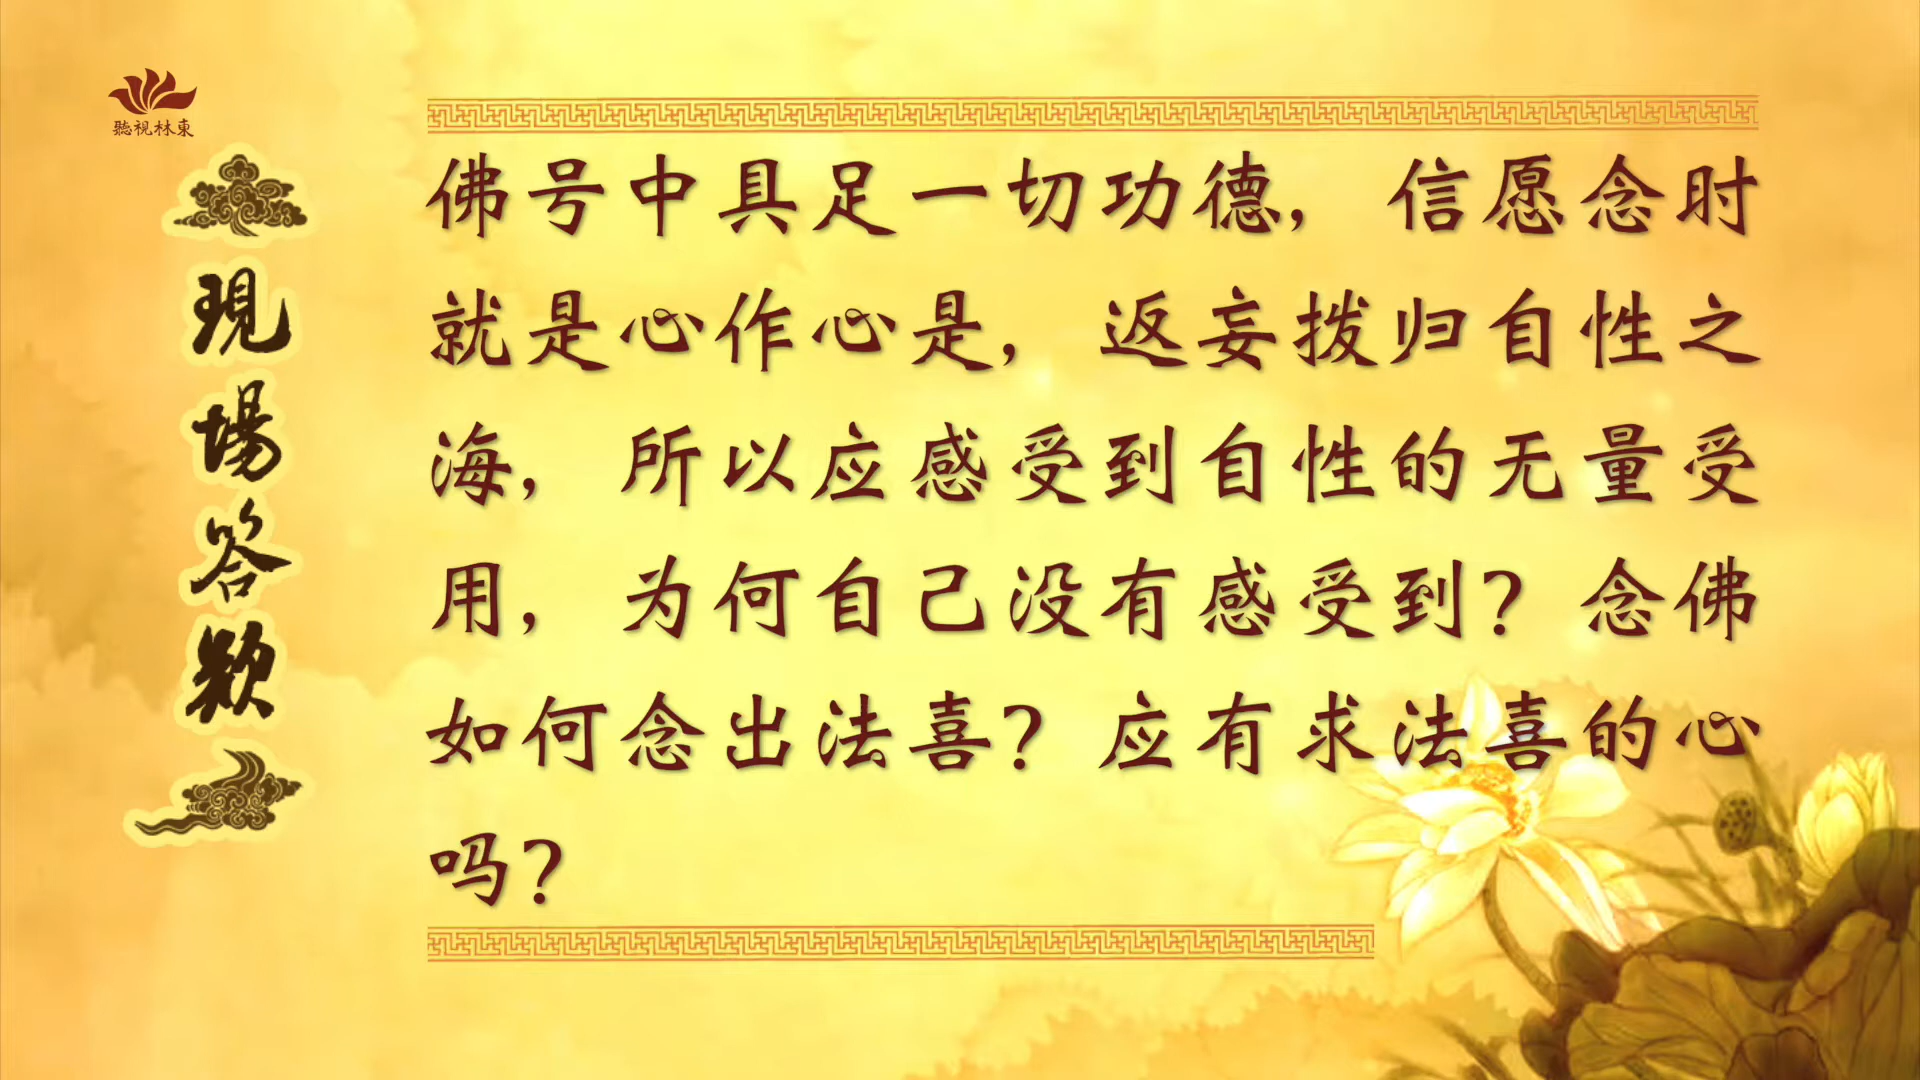 聽視林東
現場答疑
佛号中具足一切功德，信愿念时
就是心作心是，返妄拨归自性之
海，所以应感受到自性的无量受
用，为何自己没有感受到？念佛
如何念出法喜？应有求法喜的心
吗？